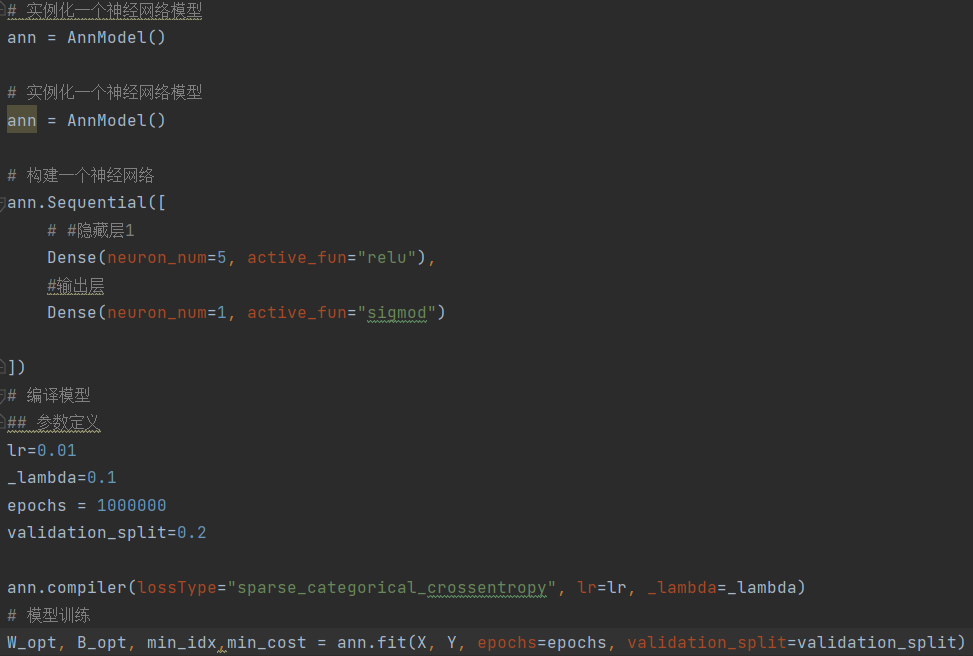 # 实例化一个神经网络模型
ann = AnnModel()
# 实例化一个神经网络模型
ann = AnnModel()
# 构建一个神经网络
ann.Sequential([
# #隐藏层1
Dense(neuron_num=5, active_fun="relu"),
#输出层
Dense(neuron_num=1, active_fun="sigmod")
])
# 编译模型
## 参数定义
lr=0.01
_lambda=0.1
epochs = 1000000
validation_split=0.2
ann.compiler(lossType="sparse_categorical_crossentropy", lr=lr, _lambda=_lambda)
# 模型训练
W_opt, B_opt, min_idx,min_cost = ann.fit(X, Y, epochs=epochs, validation_split=validation_split)